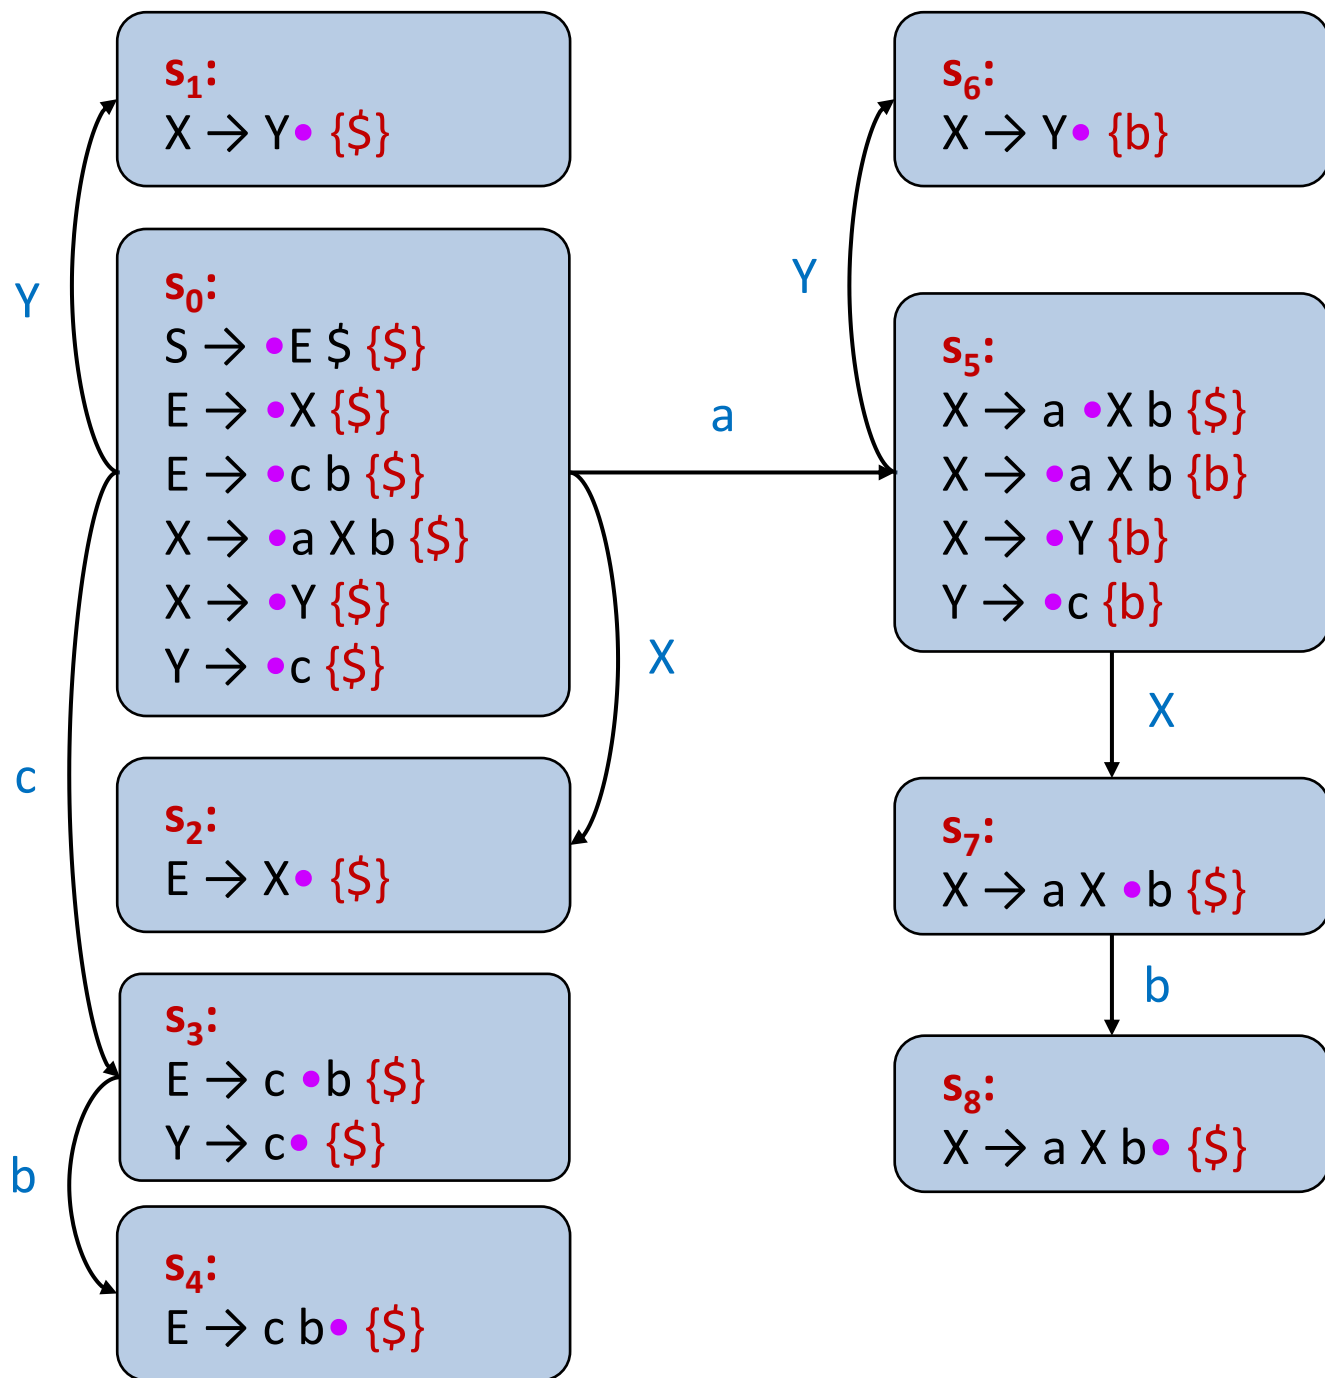 s₁:
X → Y• {$}
Y
s₀:
S → •E $ {$}
E → •X {$}
E → •c b {$}
X → •a X b {$}
X → •Y {$}
Y → •c {$}
c
s₂:
E → X• {$}
s₃:
E → c •b {$}
Y → c• {$}
b
s₄:
E → c b• {$}
a
X
s₆:
X → Y• {b}
Y
s₅:
X → a •X b {$}
X → •a X b {b}
X → •Y {b}
Y → •c {b}
X
s₇:
X → a X •b {$}
b
s₈:
X → a X b• {$}